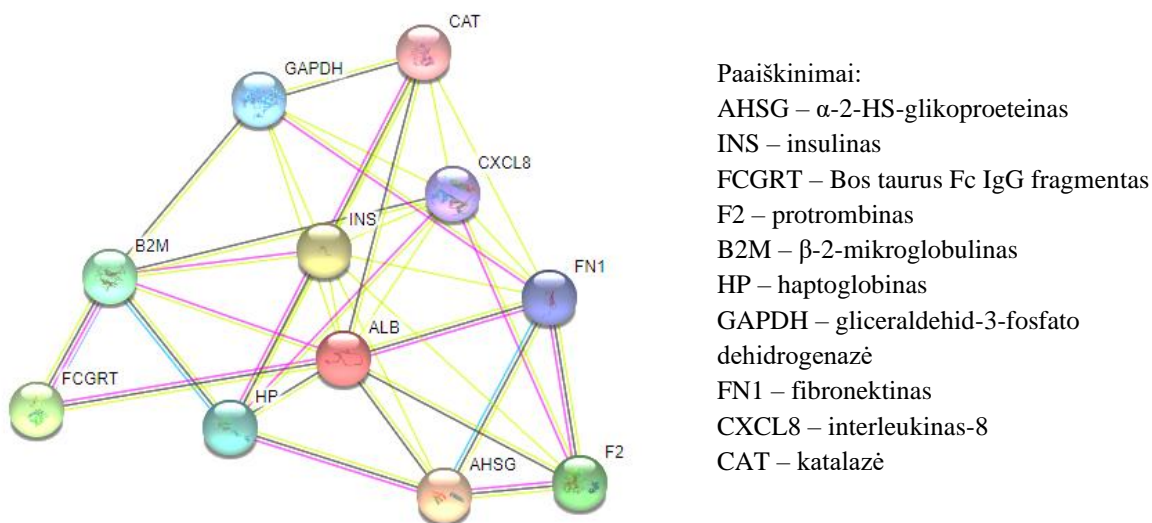 CAT
GAPDH
CXCL8
INS
B2M
FN1
ALB
FCGRT
HP
AHSG
F2
Paaiškinimai:
AHSG – α-2-HS-glikoproeteinas
INS – insulinas
FCGRT – Bos taurus Fc IgG fragmentas
F2 – protrombinas
B2M – β-2-mikroglobulinas
HP – haptoglobinas
GAPDH – gliceraldehid-3-fosfato
dehidrogenazė
FN1 – fibronektinas
CXCL8 – interleukinas-8
CAT – katalazė